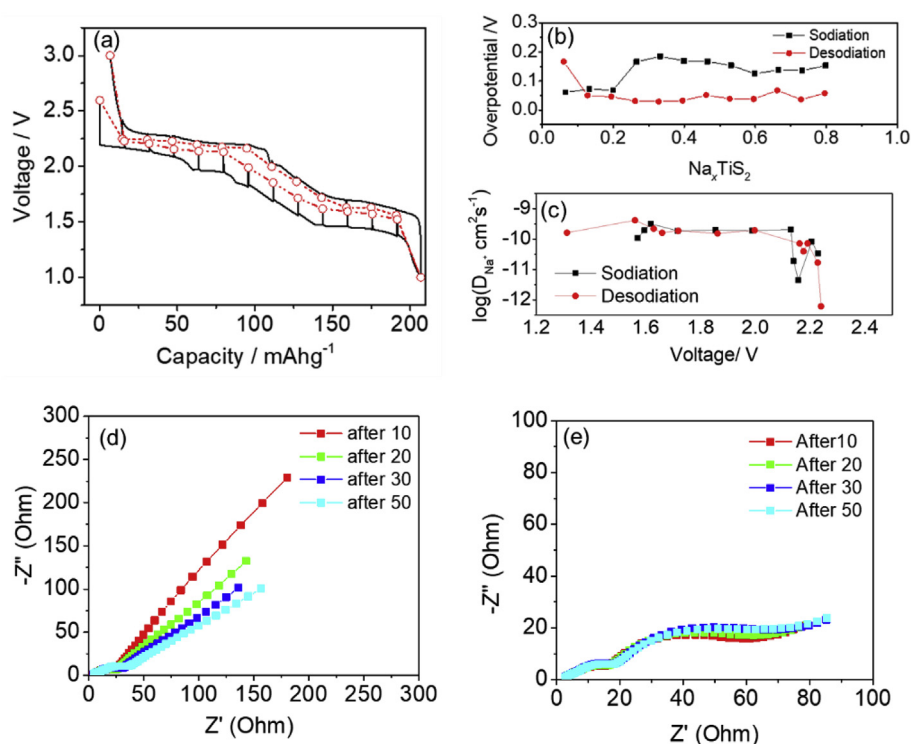 (a)
Voltage / V
3.0
2.5
2.0
1.5
1.0
0 50 100 150 200
Capacity / mAhg⁻¹
(b)
Sodiation
Desodiation
Overpotential /V
0.3
0.2
0.1
0.0
0.0 0.2 0.4 0.6 0.8 1.0
NaₓTiS₂
(c)
log(D_Na⁺ cm²s⁻¹)
-9
-10
-11
-12
Sodiation
Desodiation
1.2 1.4 1.6 1.8 2.0 2.2 2.4
Voltage/ V
(d)
after 10
after 20
after 30
after 50
-Z" (Ohm)
300
250
200
150
100
50
0
0 50 100 150 200 250 300
Z' (Ohm)
(e)
After10
After 20
After 30
After 50
-Z" (Ohm)
100
80
60
40
20
0
0 20 40 60 80 100
Z' (Ohm)